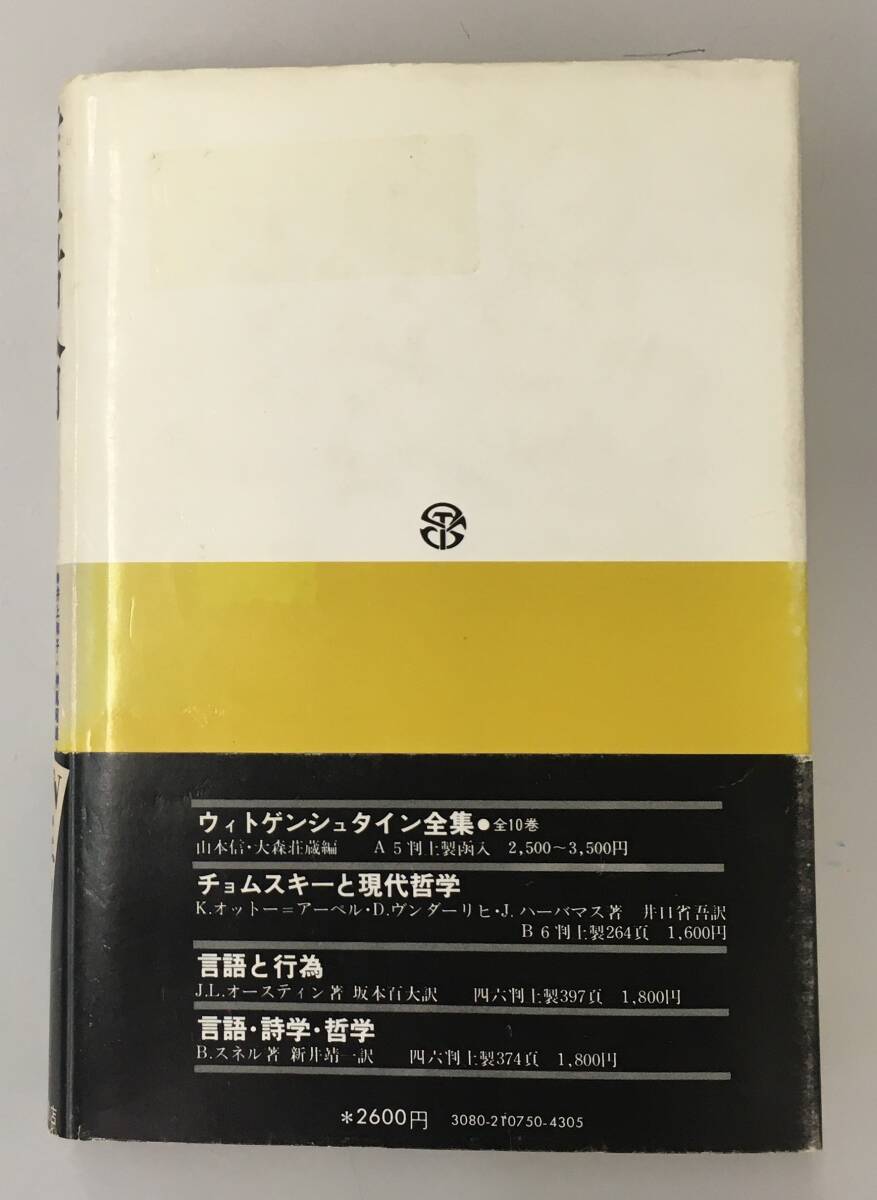 ウィトゲンシュタイン全集●全10巻
山本信・大森荘蔵編 A5判上製函入 2,500〜3,500円
チョムスキーと現代哲学
K.オットー=アーペル・D.ヴンダーリヒ・J.ハーバマス著 井口省吾訳
B6判上製264頁 1,600円
言語と行為
J.L.オースティン著 坂本百大訳 四六判上製397頁 1,800円
言語・詩学・哲学
B.スネル著 新井靖一訳 四六判上製374頁 1,800円
*2600円 3080-210750-4305